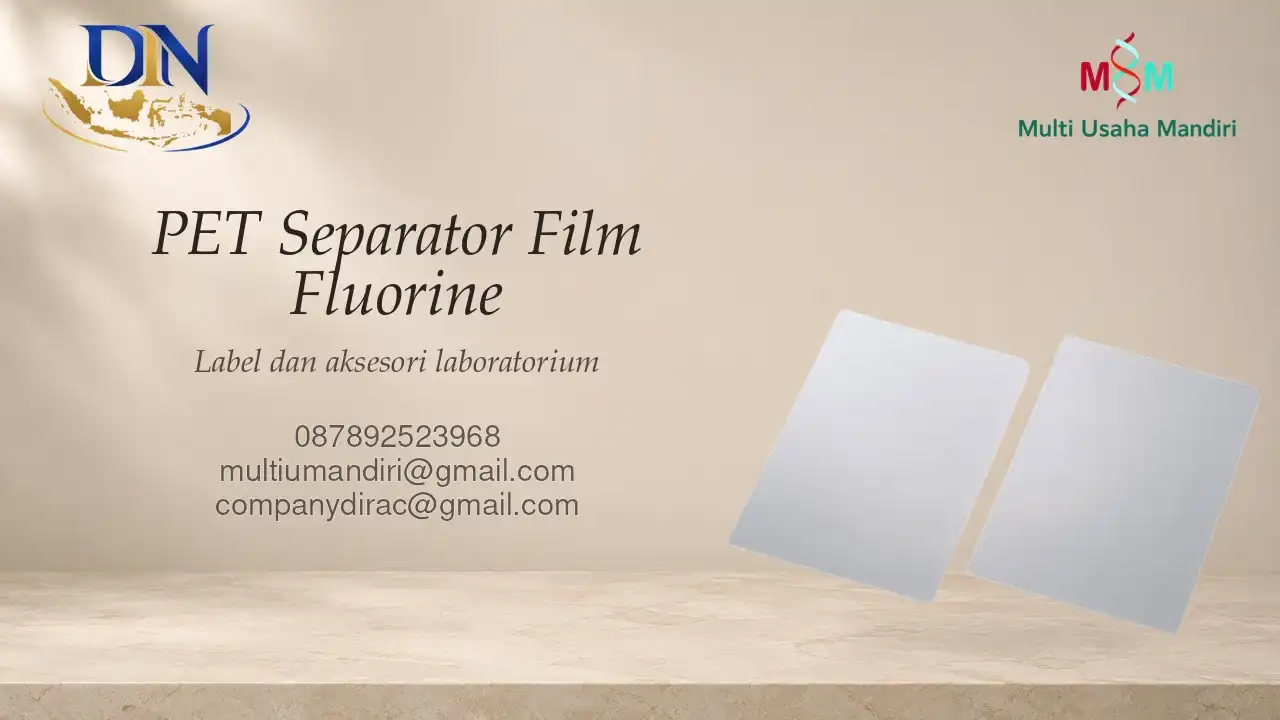 DN
M M
Multi Usaha Mandiri
PET Separator Film
Fluorine
Label dan aksesori laboratorium
087892523968
multiumandiri@gmail.com
companydirac@gmail.com